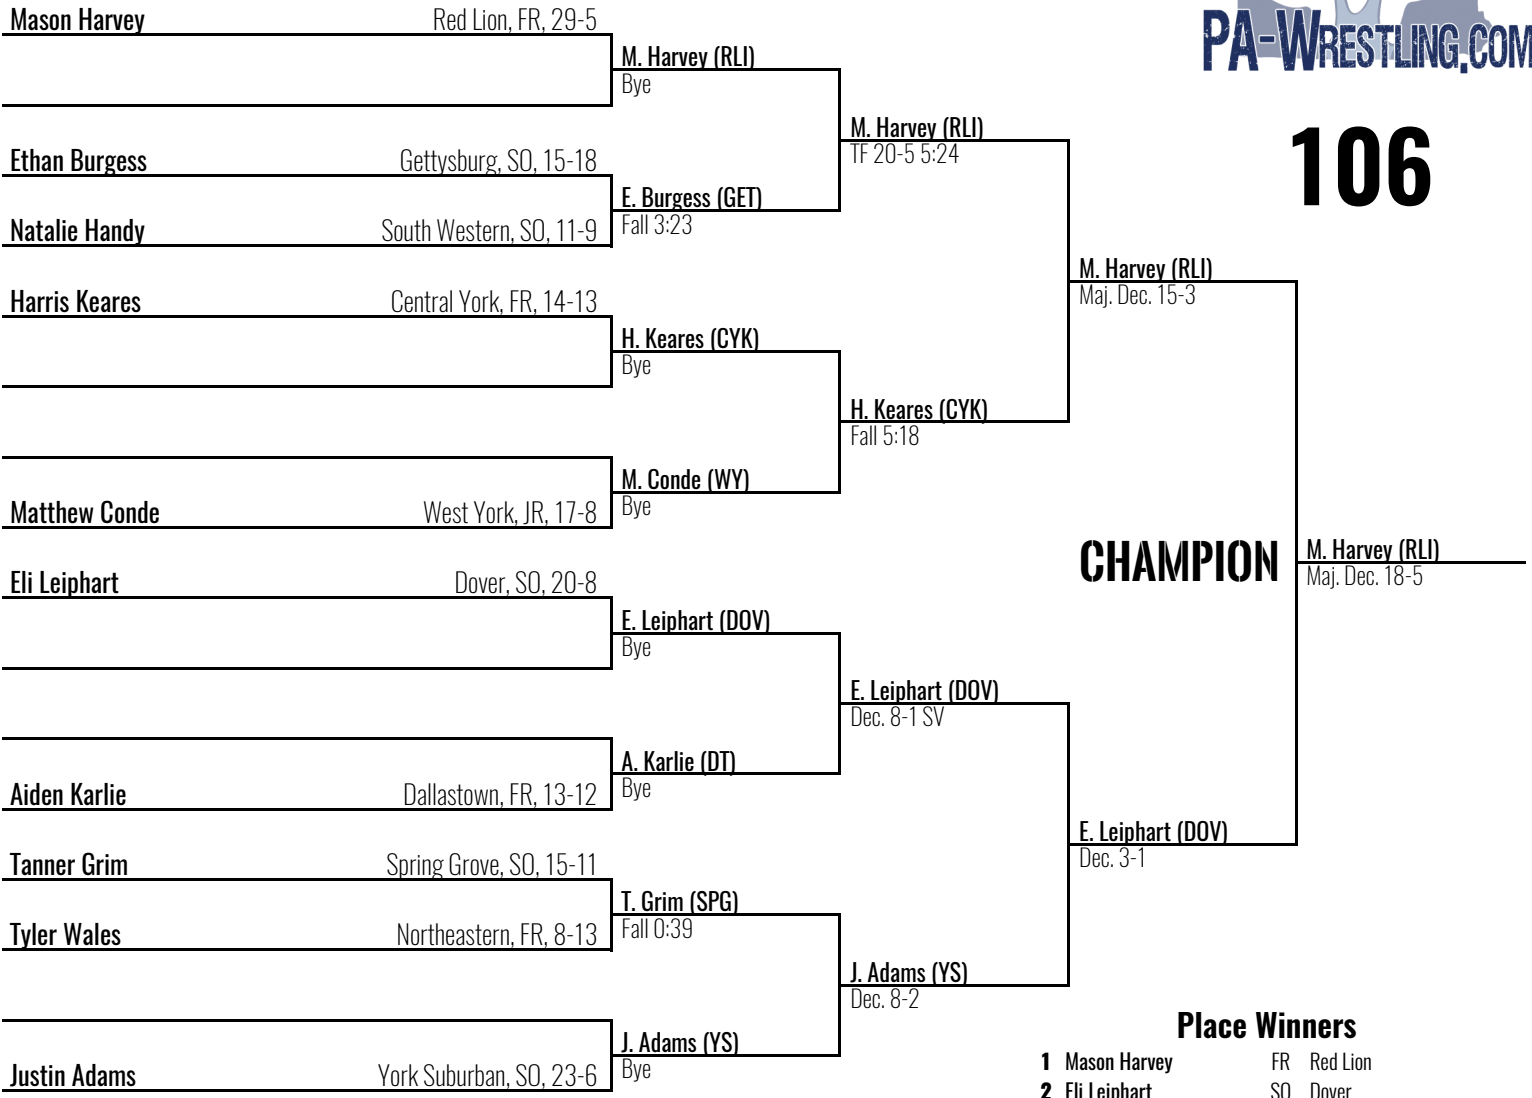 PA-WRESTLING.COM
106
Mason Harvey Red Lion, FR, 29-5
M. Harvey (RLI)
Bye
M. Harvey (RLI)
TF 20-5 5:24
Ethan Burgess Gettysburg, SO, 15-18
E. Burgess (GET)
Fall 3:23
Natalie Handy South Western, SO, 11-9
M. Harvey (RLI)
Maj. Dec. 15-3
Harris Keares Central York, FR, 14-13
H. Keares (CYK)
Bye
H. Keares (CYK)
Fall 5:18
M. Conde (WY)
Bye
Matthew Conde West York, JR, 17-8
CHAMPION
M. Harvey (RLI)
Maj. Dec. 18-5
Eli Leiphart Dover, SO, 20-8
E. Leiphart (DOV)
Bye
E. Leiphart (DOV)
Dec. 8-1 SV
A. Karlie (DT)
Bye
Aiden Karlie Dallastown, FR, 13-12
E. Leiphart (DOV)
Dec. 3-1
Tanner Grim Spring Grove, SO, 15-11
T. Grim (SPG)
Fall 0:39
Tyler Wales Northeastern, FR, 8-13
J. Adams (YS)
Dec. 8-2
J. Adams (YS)
Bye
Justin Adams York Suburban, SO, 23-6
Place Winners
1 Mason Harvey FR Red Lion
2 Eli Leiphart SO Dover